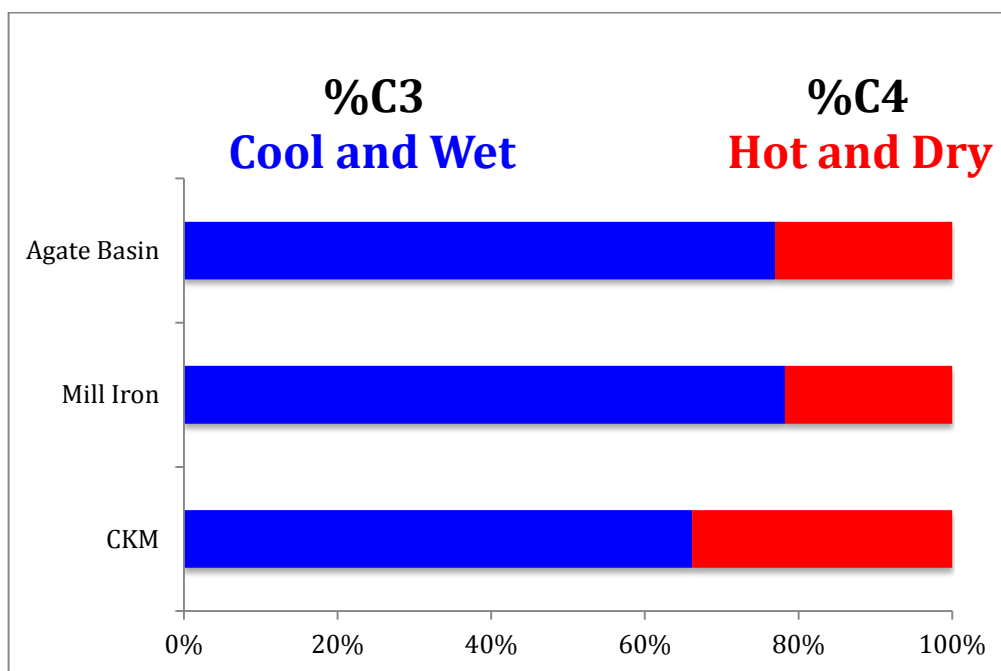 %C3 %C4
Cool and Wet Hot and Dry
Agate Basin
Mill Iron
CKM
0% 20% 40% 60% 80% 100%